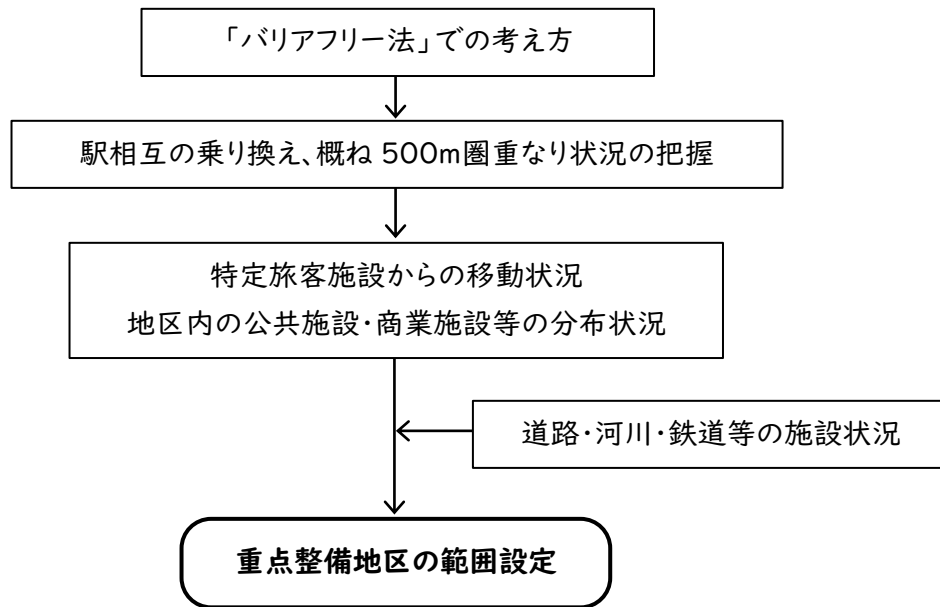 「バリアフリー法」での考え方
駅相互の乗り換え、概ね 500m圏重なり状況の把握
特定旅客施設からの移動状況
地区内の公共施設・商業施設等の分布状況
道路・河川・鉄道等の施設状況
重点整備地区の範囲設定